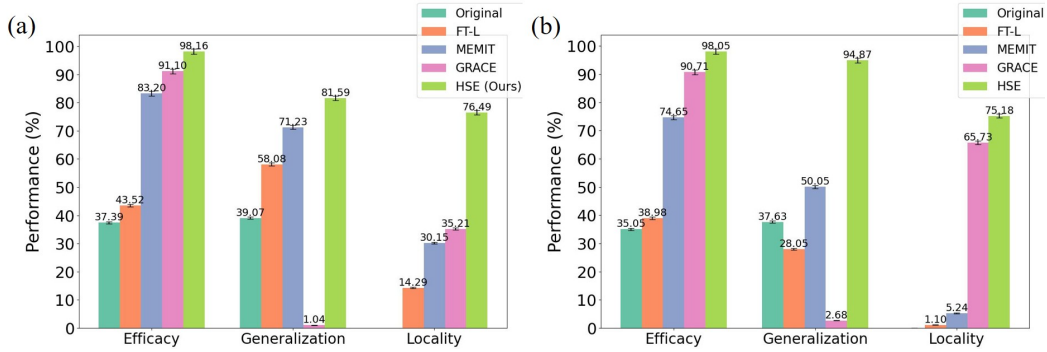 (a)
Performance (%)
100
90
80
70
60
50
40
30
20
10
0
37.39
43.52
83.20
91.10
98.16
39.07
58.08
71.23
1.04
81.59
14.29
30.15
35.21
76.49
Efficacy
Generalization
Locality
Original
FT-L
MEMIT
GRACE
HSE (Ours)
(b)
Performance (%)
100
90
80
70
60
50
40
30
20
10
0
35.05
38.98
74.65
90.71
98.05
37.63
28.05
50.05
2.68
94.87
1.10
5.24
65.73
75.18
Efficacy
Generalization
Locality
Original
FT-L
MEMIT
GRACE
HSE